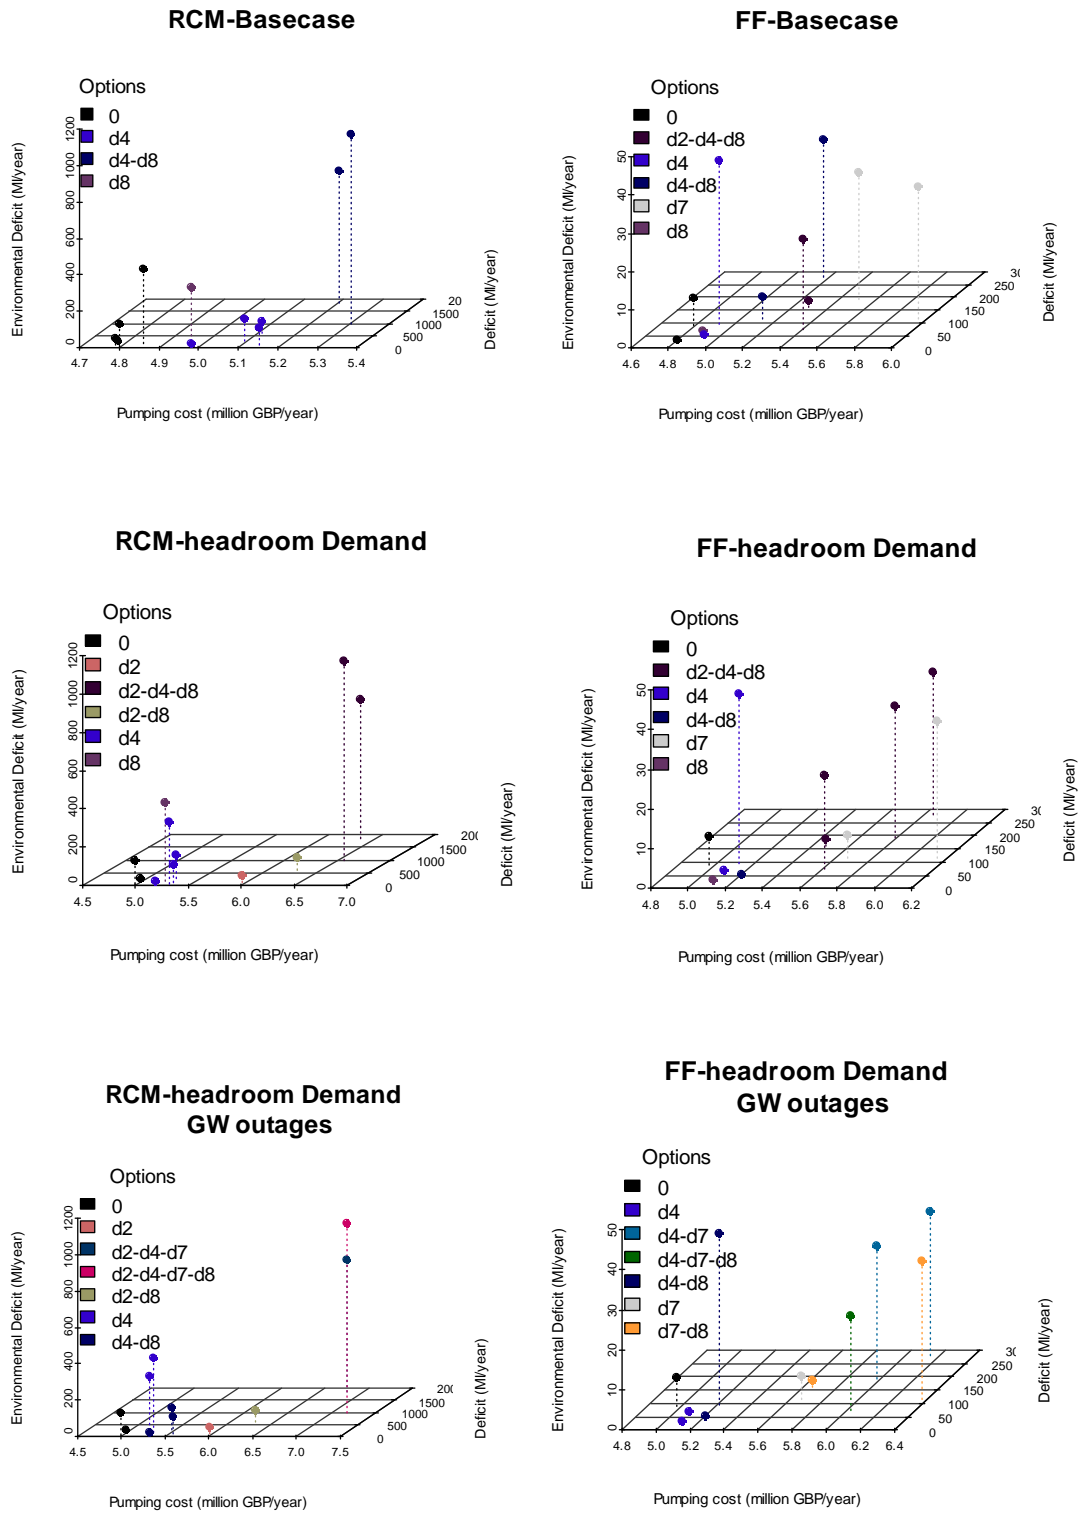 RCM-Basecase
Options
0
d4
d4-d8
d8
Environmental Deficit (Ml/year)
0
200
400
600
800
1000
1200
4.7
4.8
4.9
5.0
5.1
5.2
5.3
5.4
0
500
1000
1500
20
Deficit (Ml/year)
Pumping cost (million GBP/year)
FF-Basecase
Options
0
d2-d4-d8
d4
d4-d8
d7
d8
Environmental Deficit (Ml/year)
0
10
20
30
40
50
4.6
4.8
5.0
5.2
5.4
5.6
5.8
6.0
0
50
100
150
200
250
30
Deficit (Ml/year)
Pumping cost (million GBP/year)
RCM-headroom Demand
Options
0
d2
d2-d4-d8
d2-d8
d4
d8
Environmental Deficit (Ml/year)
0
200
400
600
800
1000
1200
4.5
5.0
5.5
6.0
6.5
7.0
0
500
1000
1500
200
Deficit (Ml/year)
Pumping cost (million GBP/year)
FF-headroom Demand
Options
0
d2-d4-d8
d4
d4-d8
d7
d8
Environmental Deficit (Ml/year)
0
10
20
30
40
50
4.8
5.0
5.2
5.4
5.6
5.8
6.0
6.2
0
50
100
150
200
250
30
Deficit (Ml/year)
Pumping cost (million GBP/year)
RCM-headroom Demand
GW outages
Options
0
d2
d2-d4-d7
d2-d4-d7-d8
d2-d8
d4
d4-d8
Environmental Deficit (Ml/year)
0
200
400
600
800
1000
1200
4.5
5.0
5.5
6.0
6.5
7.0
7.5
0
500
1000
1500
200
Deficit (Ml/year)
Pumping cost (million GBP/year)
FF-headroom Demand
GW outages
Options
0
d4
d4-d7
d4-d7-d8
d4-d8
d7
d7-d8
Environmental Deficit (Ml/year)
0
10
20
30
40
50
4.8
5.0
5.2
5.4
5.6
5.8
6.0
6.2
6.4
0
50
100
150
200
250
30
Deficit (Ml/year)
Pumping cost (million GBP/year)